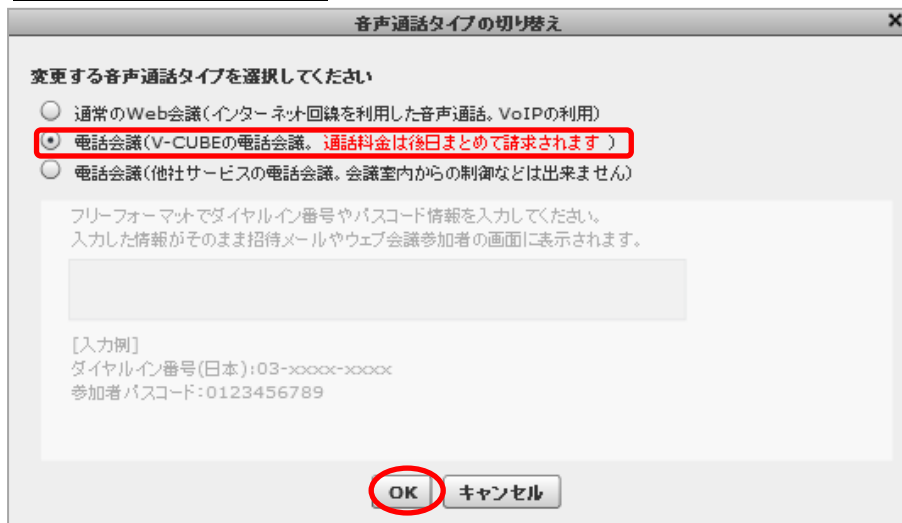 音声通話タイプの切り替え
×
変更する音声通話タイプを選択してください
通常のWeb会議(インターネット回線を利用した音声通話。VoIPの利用)
電話会議(V-CUBEの電話会議。通話料金は後日まとめて請求されます )
電話会議(他社サービスの電話会議。会議室内からの制御などは出来ません)
フリーフォーマットでダイヤルイン番号やパスコード情報を入力してください。
入力した情報がそのまま招待メールやウェブ会議参加者の画面に表示されます。
[入力例]
ダイヤルイン番号(日本):03-xxxx-xxxx
参加者パスコード:0123456789
OK キャンセル